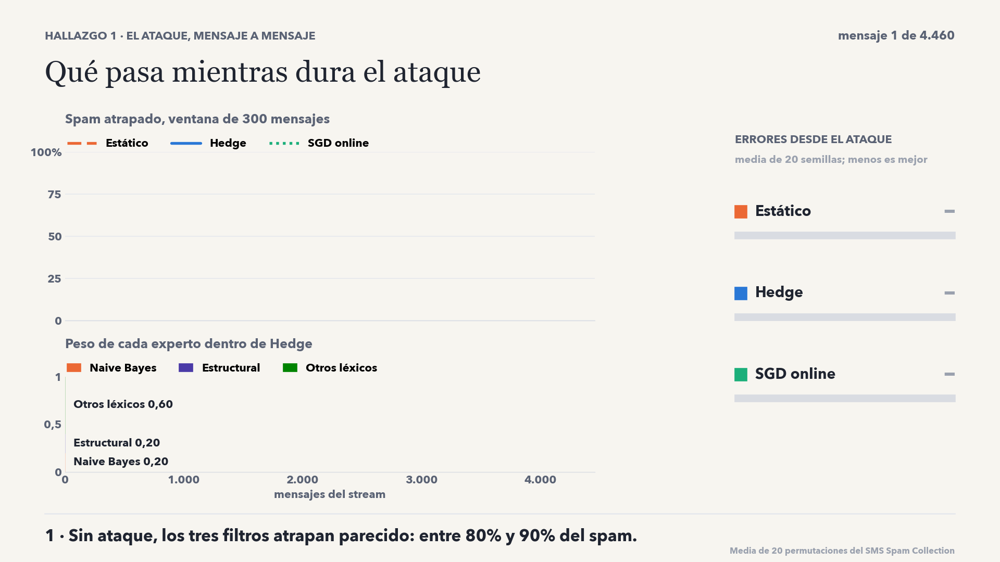 HALLAZGO 1 · EL ATAQUE, MENSAJE A MENSAJE
mensaje 1 de 4.460
Qué pasa mientras dura el ataque
Spam atrapado, ventana de 300 mensajes
Estático
Hedge
SGD online
100%
75
50
25
0
Peso de cada experto dentro de Hedge
Naive Bayes
Estructural
Otros léxicos
1
0,5
0
Otros léxicos 0,60
Estructural 0,20
Naive Bayes 0,20
0
1.000
2.000
3.000
4.000
mensajes del stream
ERRORES DESDE EL ATAQUE
media de 20 semillas; menos es mejor
Estático –
Hedge –
SGD online –
1 · Sin ataque, los tres filtros atrapan parecido: entre 80% y 90% del spam.
Media de 20 permutaciones del SMS Spam Collection